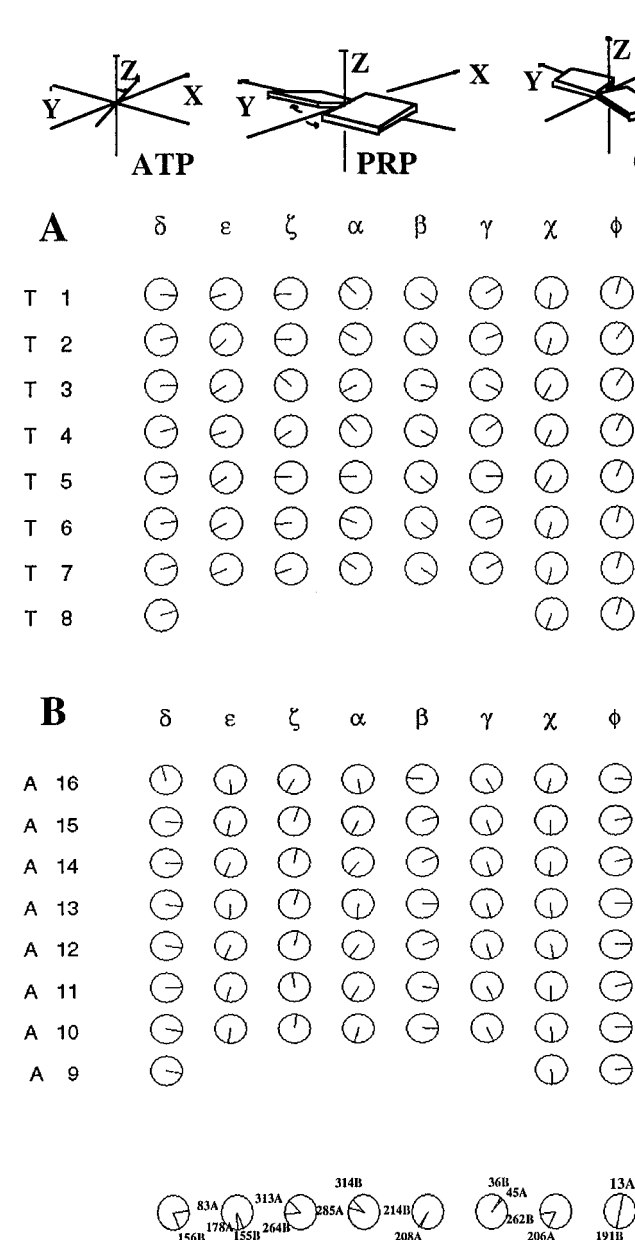 Z Z Z
Y X Y X Y
ATP PRP
A δ ε ζ α β γ χ φ
T 1
T 2
T 3
T 4
T 5
T 6
T 7
T 8
B δ ε ζ α β γ χ φ
A 16
A 15
A 14
A 13
A 12
A 11
A 10
A 9
314B 36B 13A
83A 313A 285A 214B 45A
178A 264B 262B
156B 155B 208A 206A 191B